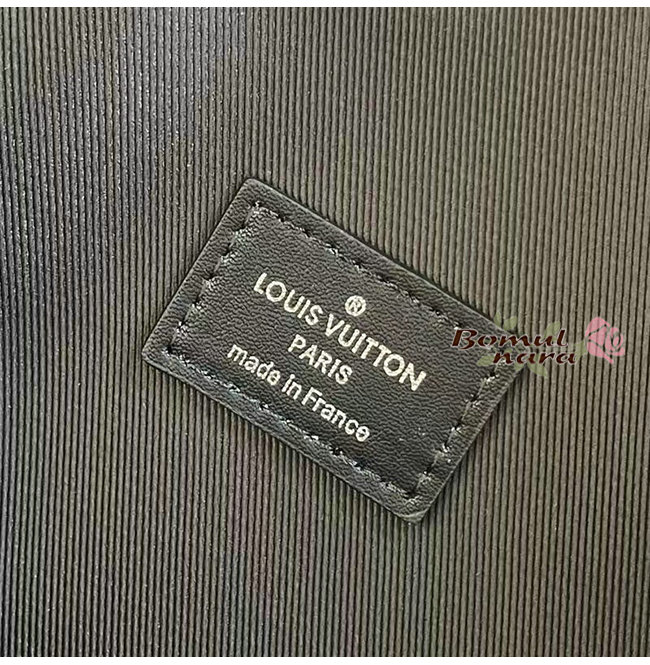 ®
LOUIS VUITTON
PARIS
made in France
Bomul
nara